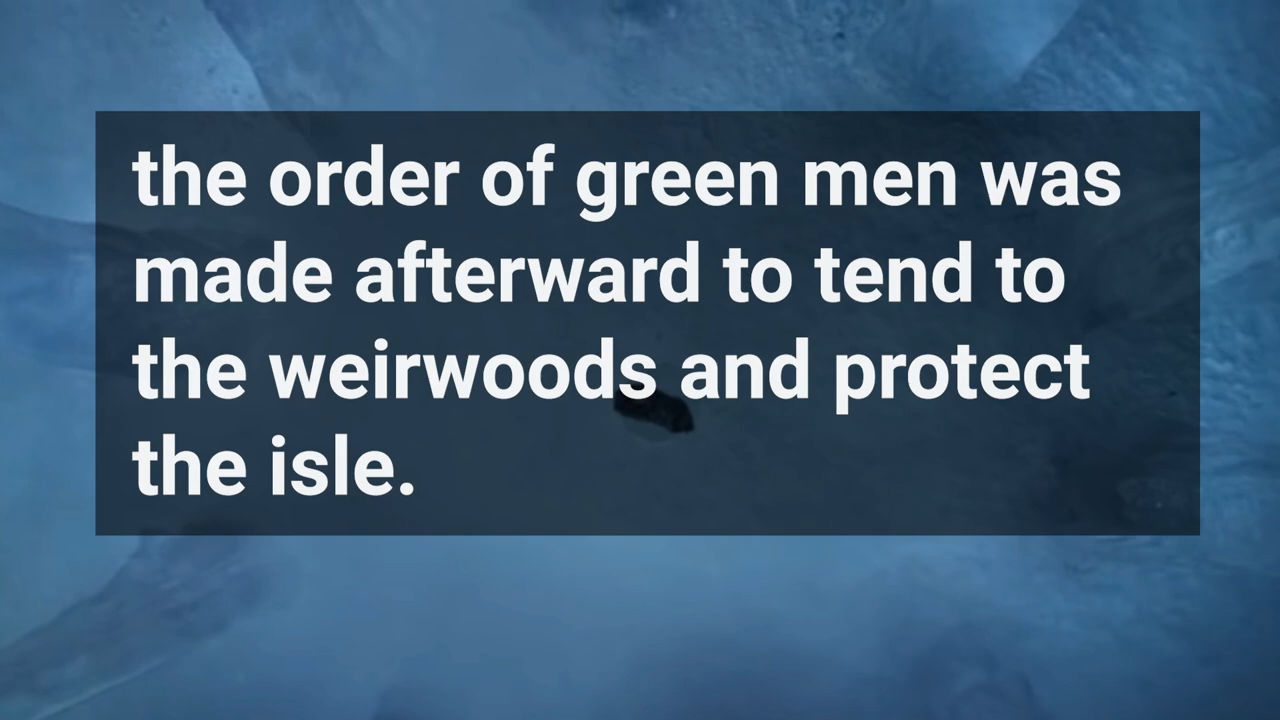 the order of green men was
made afterward to tend to
the weirwoods and protect
the isle.